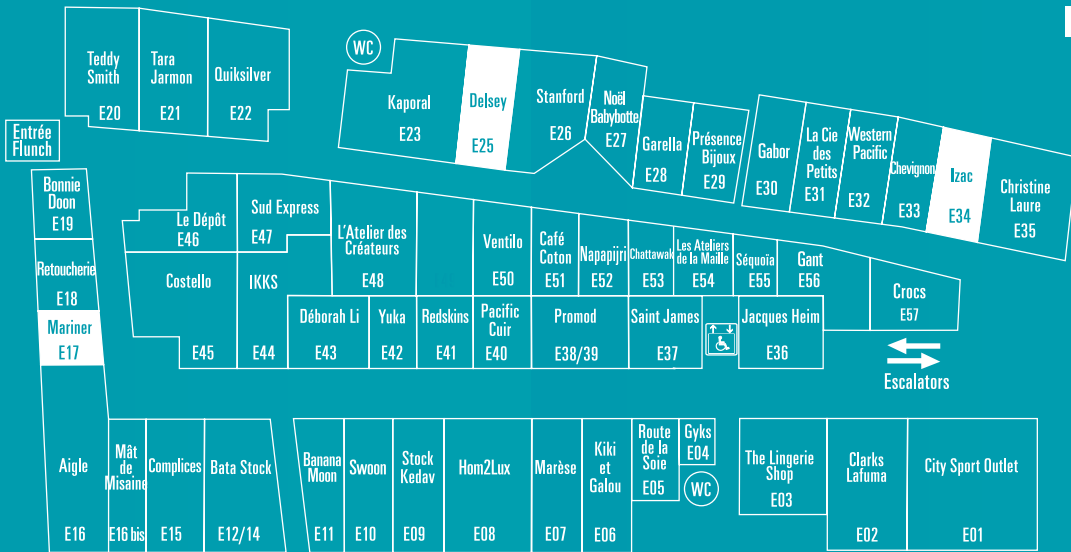 Teddy
Smith
E20
Tara
Jarmon
E21
Quiksilver
E22
WC
Kaporal
E23
Delsey
E25
Stanford
E26
Noël
Babybotte
E27
Garella
E28
Présence
Bijoux
E29
Gabor
E30
La Cie
des
Petits
E31
Western
Pacific
E32
Chevignon
E33
Izac
E34
Christine
Laure
E35
Entrée
Flunch
Bonnie
Doon
E19
Retoucherie
E18
Mariner
E17
Le Dépôt
E46
Sud Express
E47
L'Atelier des
Créateurs
E48
Ventilo
E50
Café
Coton
E51
Napapijri
E52
Chattawak
E53
Les Ateliers
de la Maille
E54
Séquoïa
E55
Gant
E56
Crocs
E57
Costello
E45
IKKS
E44
Déborah Li
E43
Yuka
E42
Redskins
E41
Pacific
Cuir
E40
Promod
E38/39
Saint James
E37
Jacques Heim
E36
Escalators
Aigle
E16
Mât
de
Misaine
E16 bis
Complices
E15
Bata Stock
E12/14
Banana
Moon
E11
Swoon
E10
Stock
Kedav
E09
Hom2Lux
E08
Marèse
E07
Kiki
et
Galou
E06
Route
de la
Soie
E05
Gyks
E04
WC
The Lingerie
Shop
E03
Clarks
Lafuma
E02
City Sport Outlet
E01